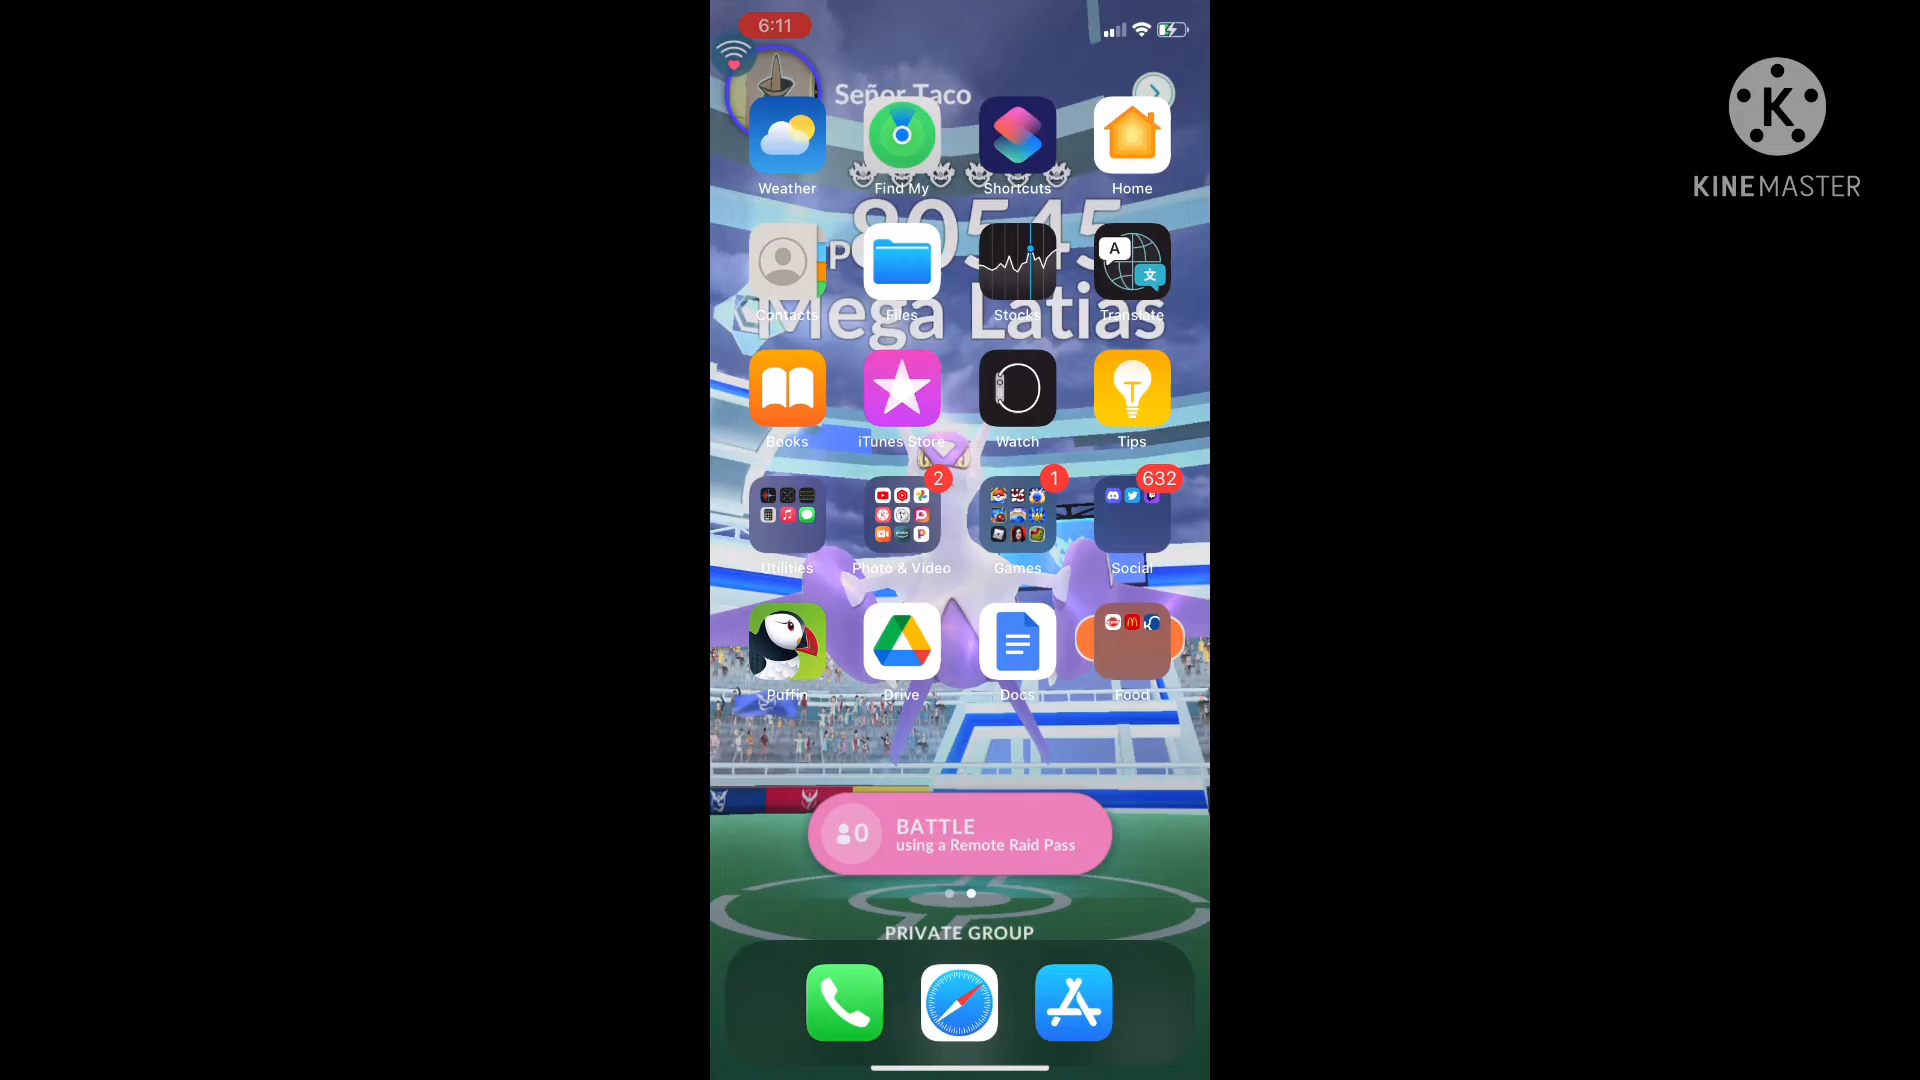 6:11
Señor Taco
Weather Find My Shortcuts Home
80545
Mega Latias
Contacts Files Stocks Translate
Books iTunes Store Watch Tips
2 1 632
Utilities Photo & Video Games Social
Puffin Drive Docs Food
0 BATTLE
using a Remote Raid Pass
PRIVATE GROUP
K
KINEMASTER